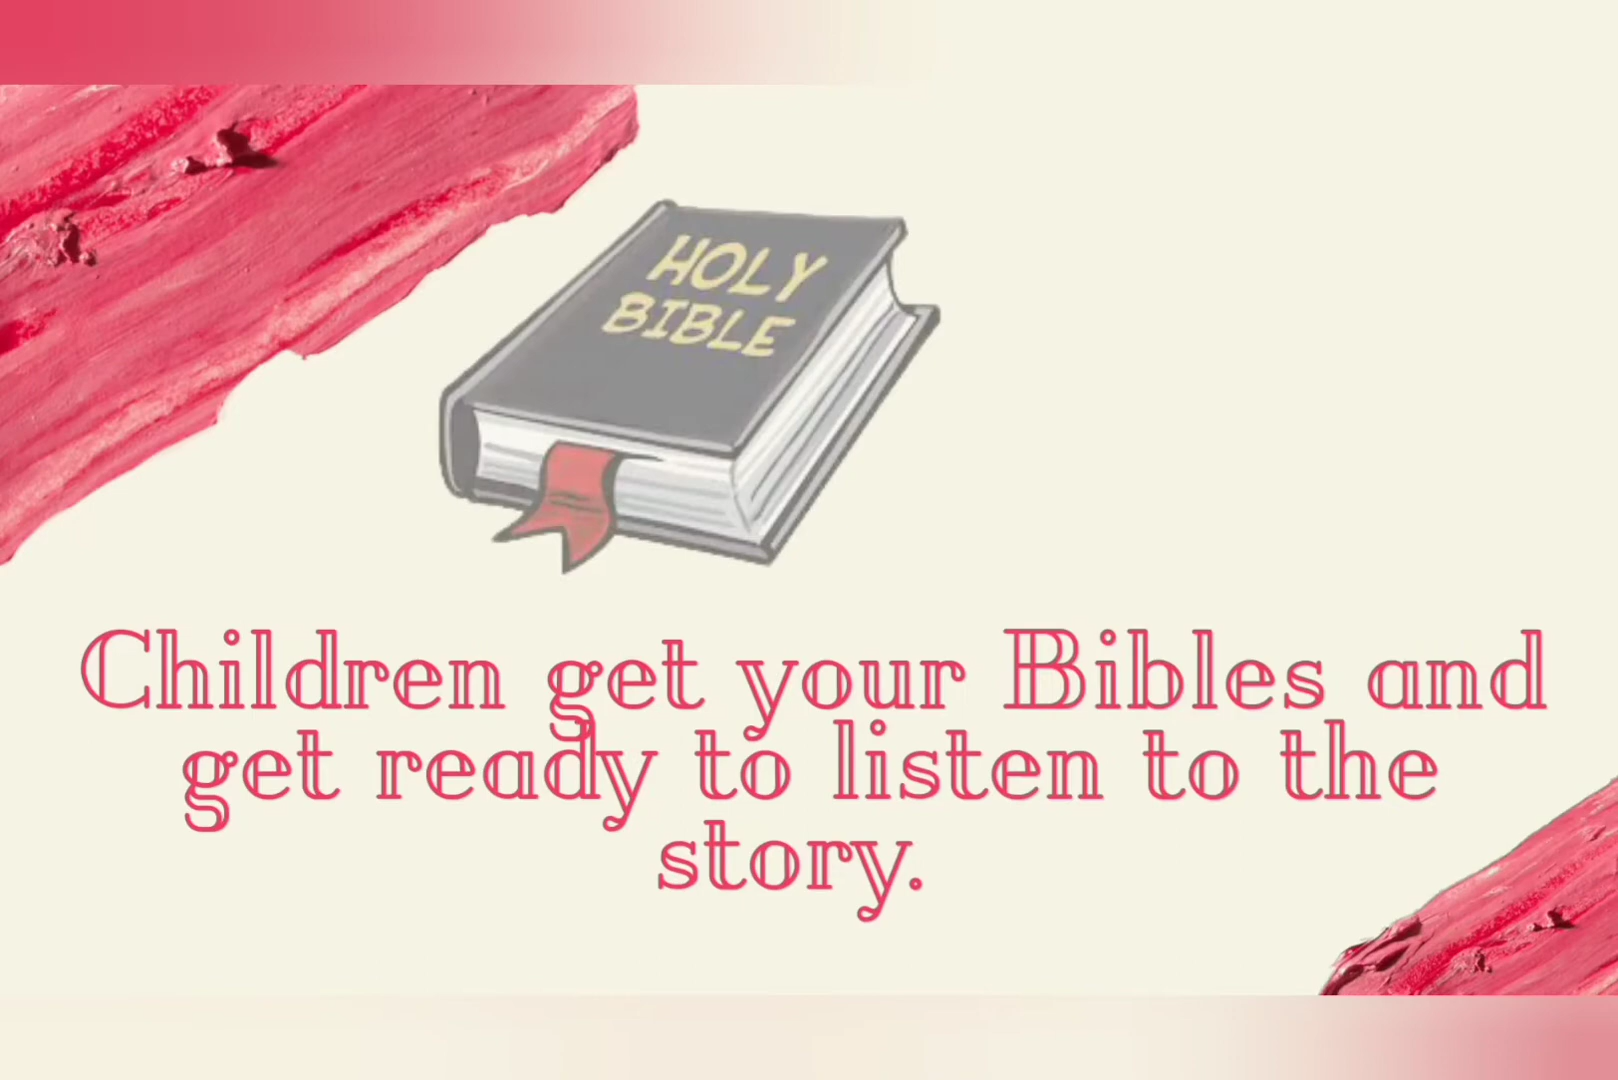 HOLY
BIBLE
Children get your Bibles and
get ready to listen to the
story.